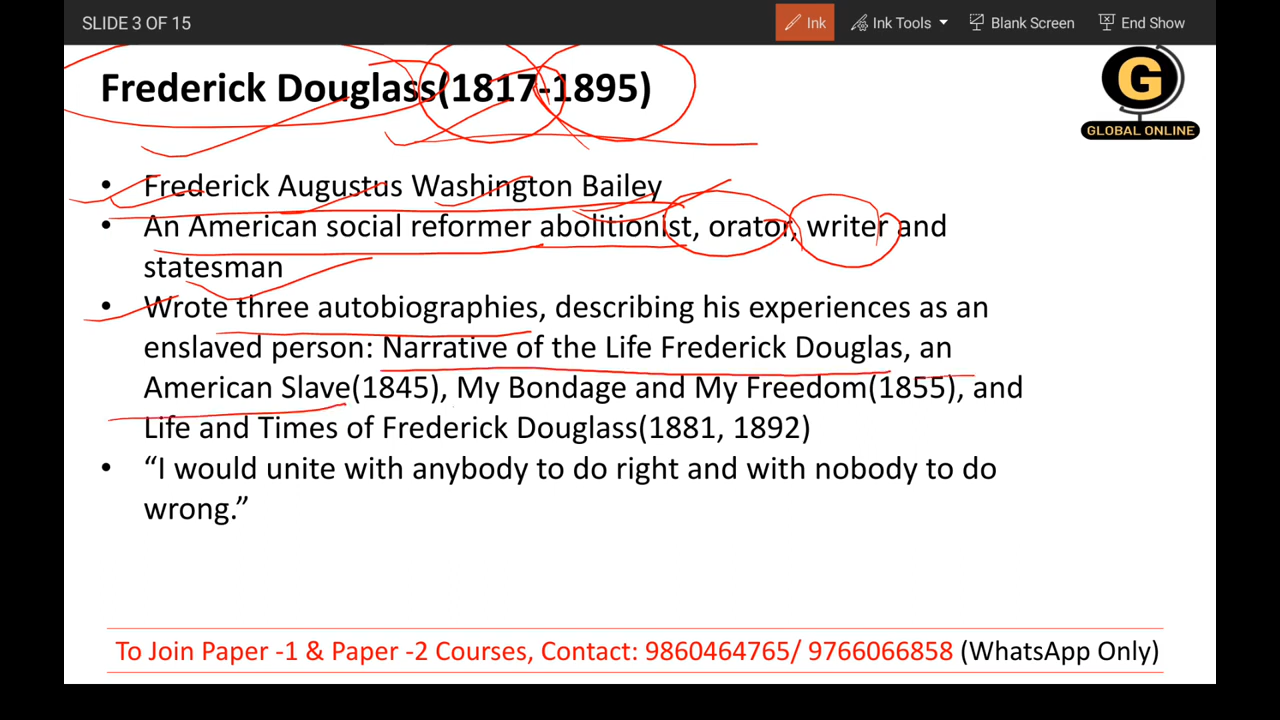 SLIDE 3 OF 15
Ink
Ink Tools
Blank Screen
End Show
Frederick Douglass(1817-1895)
G
GLOBAL ONLINE
• Frederick Augustus Washington Bailey
• An American social reformer abolitionist, orator, writer and
statesman
• Wrote three autobiographies, describing his experiences as an
enslaved person: Narrative of the Life Frederick Douglas, an
American Slave(1845), My Bondage and My Freedom(1855), and
Life and Times of Frederick Douglass(1881, 1892)
• “I would unite with anybody to do right and with nobody to do
wrong.”
To Join Paper -1 & Paper -2 Courses, Contact: 9860464765/ 9766066858 (WhatsApp Only)